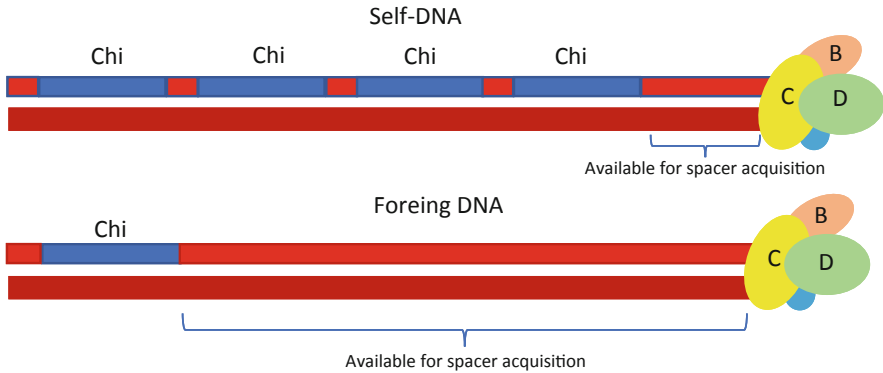 Self-DNA
Chi Chi Chi Chi
B
C D
Available for spacer acquisition
Foreing DNA
Chi
B
C D
Available for spacer acquisition